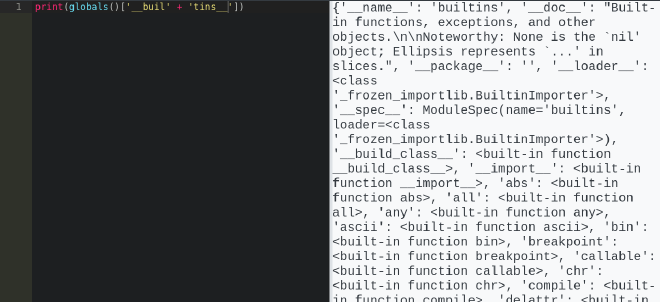 1 print(globals()['__buil' + 'tins__'])
{'__name__': 'builtins', '__doc__': "Built-
in functions, exceptions, and other
objects.\n\nNoteworthy: None is the `nil'
object; Ellipsis represents `...' in
slices.", '__package__': '', '__loader__':
<class
'_frozen_importlib.BuiltinImporter'>,
'__spec__': ModuleSpec(name='builtins',
loader=<class
'_frozen_importlib.BuiltinImporter'>),
'__build_class__': <built-in function
__build_class__>, '__import__': <built-in
function __import__>, 'abs': <built-in
function abs>, 'all': <built-in function
all>, 'any': <built-in function any>,
'ascii': <built-in function ascii>, 'bin':
<built-in function bin>, 'breakpoint':
<built-in function breakpoint>, 'callable':
<built-in function callable>, 'chr':
<built-in function chr>, 'compile': <built-
in function compile>, 'delattr': <built-in